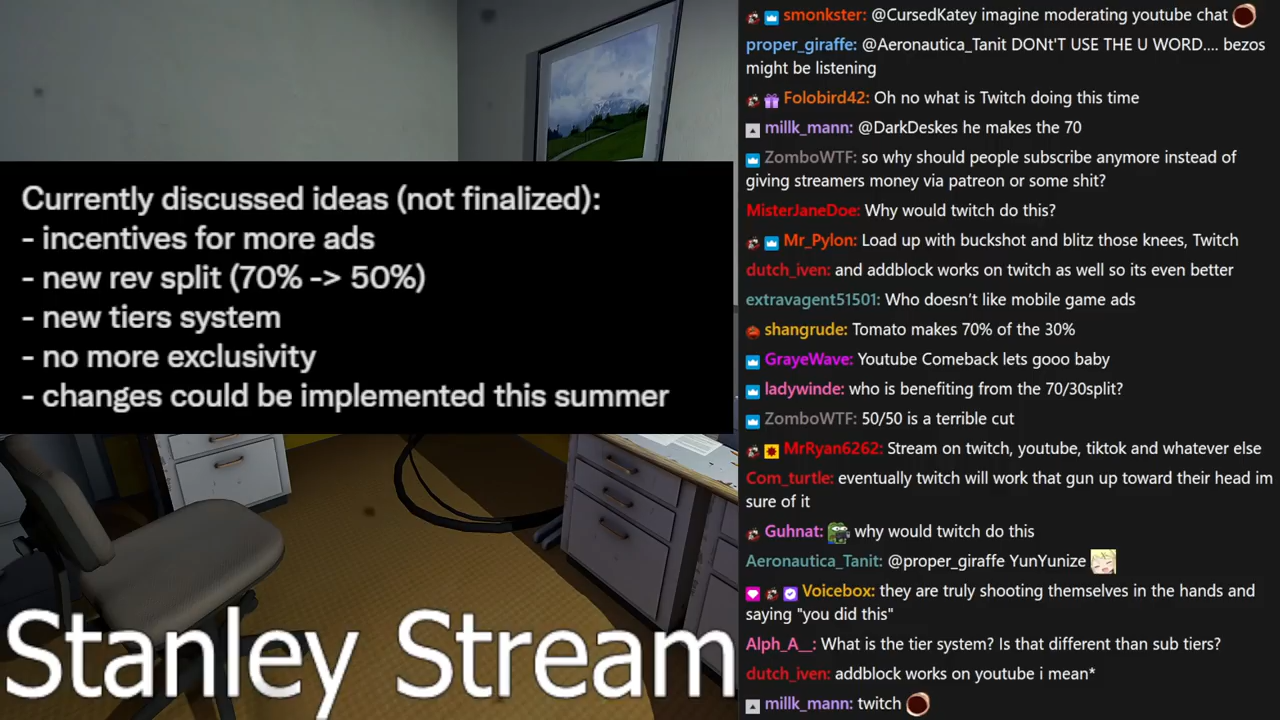 Currently discussed ideas (not finalized):
- incentives for more ads
- new rev split (70% -> 50%)
- new tiers system
- no more exclusivity
- changes could be implemented this summer
Stanley Stream
smonkster: @CursedKatey imagine moderating youtube chat
proper_giraffe: @Aeronautica_Tanit DONt'T USE THE U WORD.... bezos
might be listening
Folobird42: Oh no what is Twitch doing this time
millk_mann: @DarkDeskes he makes the 70
ZomboWTF: so why should people subscribe anymore instead of
giving streamers money via patreon or some shit?
MisterJaneDoe: Why would twitch do this?
Mr_Pylon: Load up with buckshot and blitz those knees, Twitch
dutch_iven: and addblock works on twitch as well so its even better
extravagent51501: Who doesn't like mobile game ads
shangrude: Tomato makes 70% of the 30%
GrayeWave: Youtube Comeback lets gooo baby
ladywinde: who is benefiting from the 70/30split?
ZomboWTF: 50/50 is a terrible cut
MrRyan6262: Stream on twitch, youtube, tiktok and whatever else
Com_turtle: eventually twitch will work that gun up toward their head im
sure of it
Guhnat: why would twitch do this
Aeronautica_Tanit: @proper_giraffe YunYunize
Voicebox: they are truly shooting themselves in the hands and
saying "you did this"
Alph_A__: What is the tier system? Is that different than sub tiers?
dutch_iven: addblock works on youtube i mean*
millk_mann: twitch